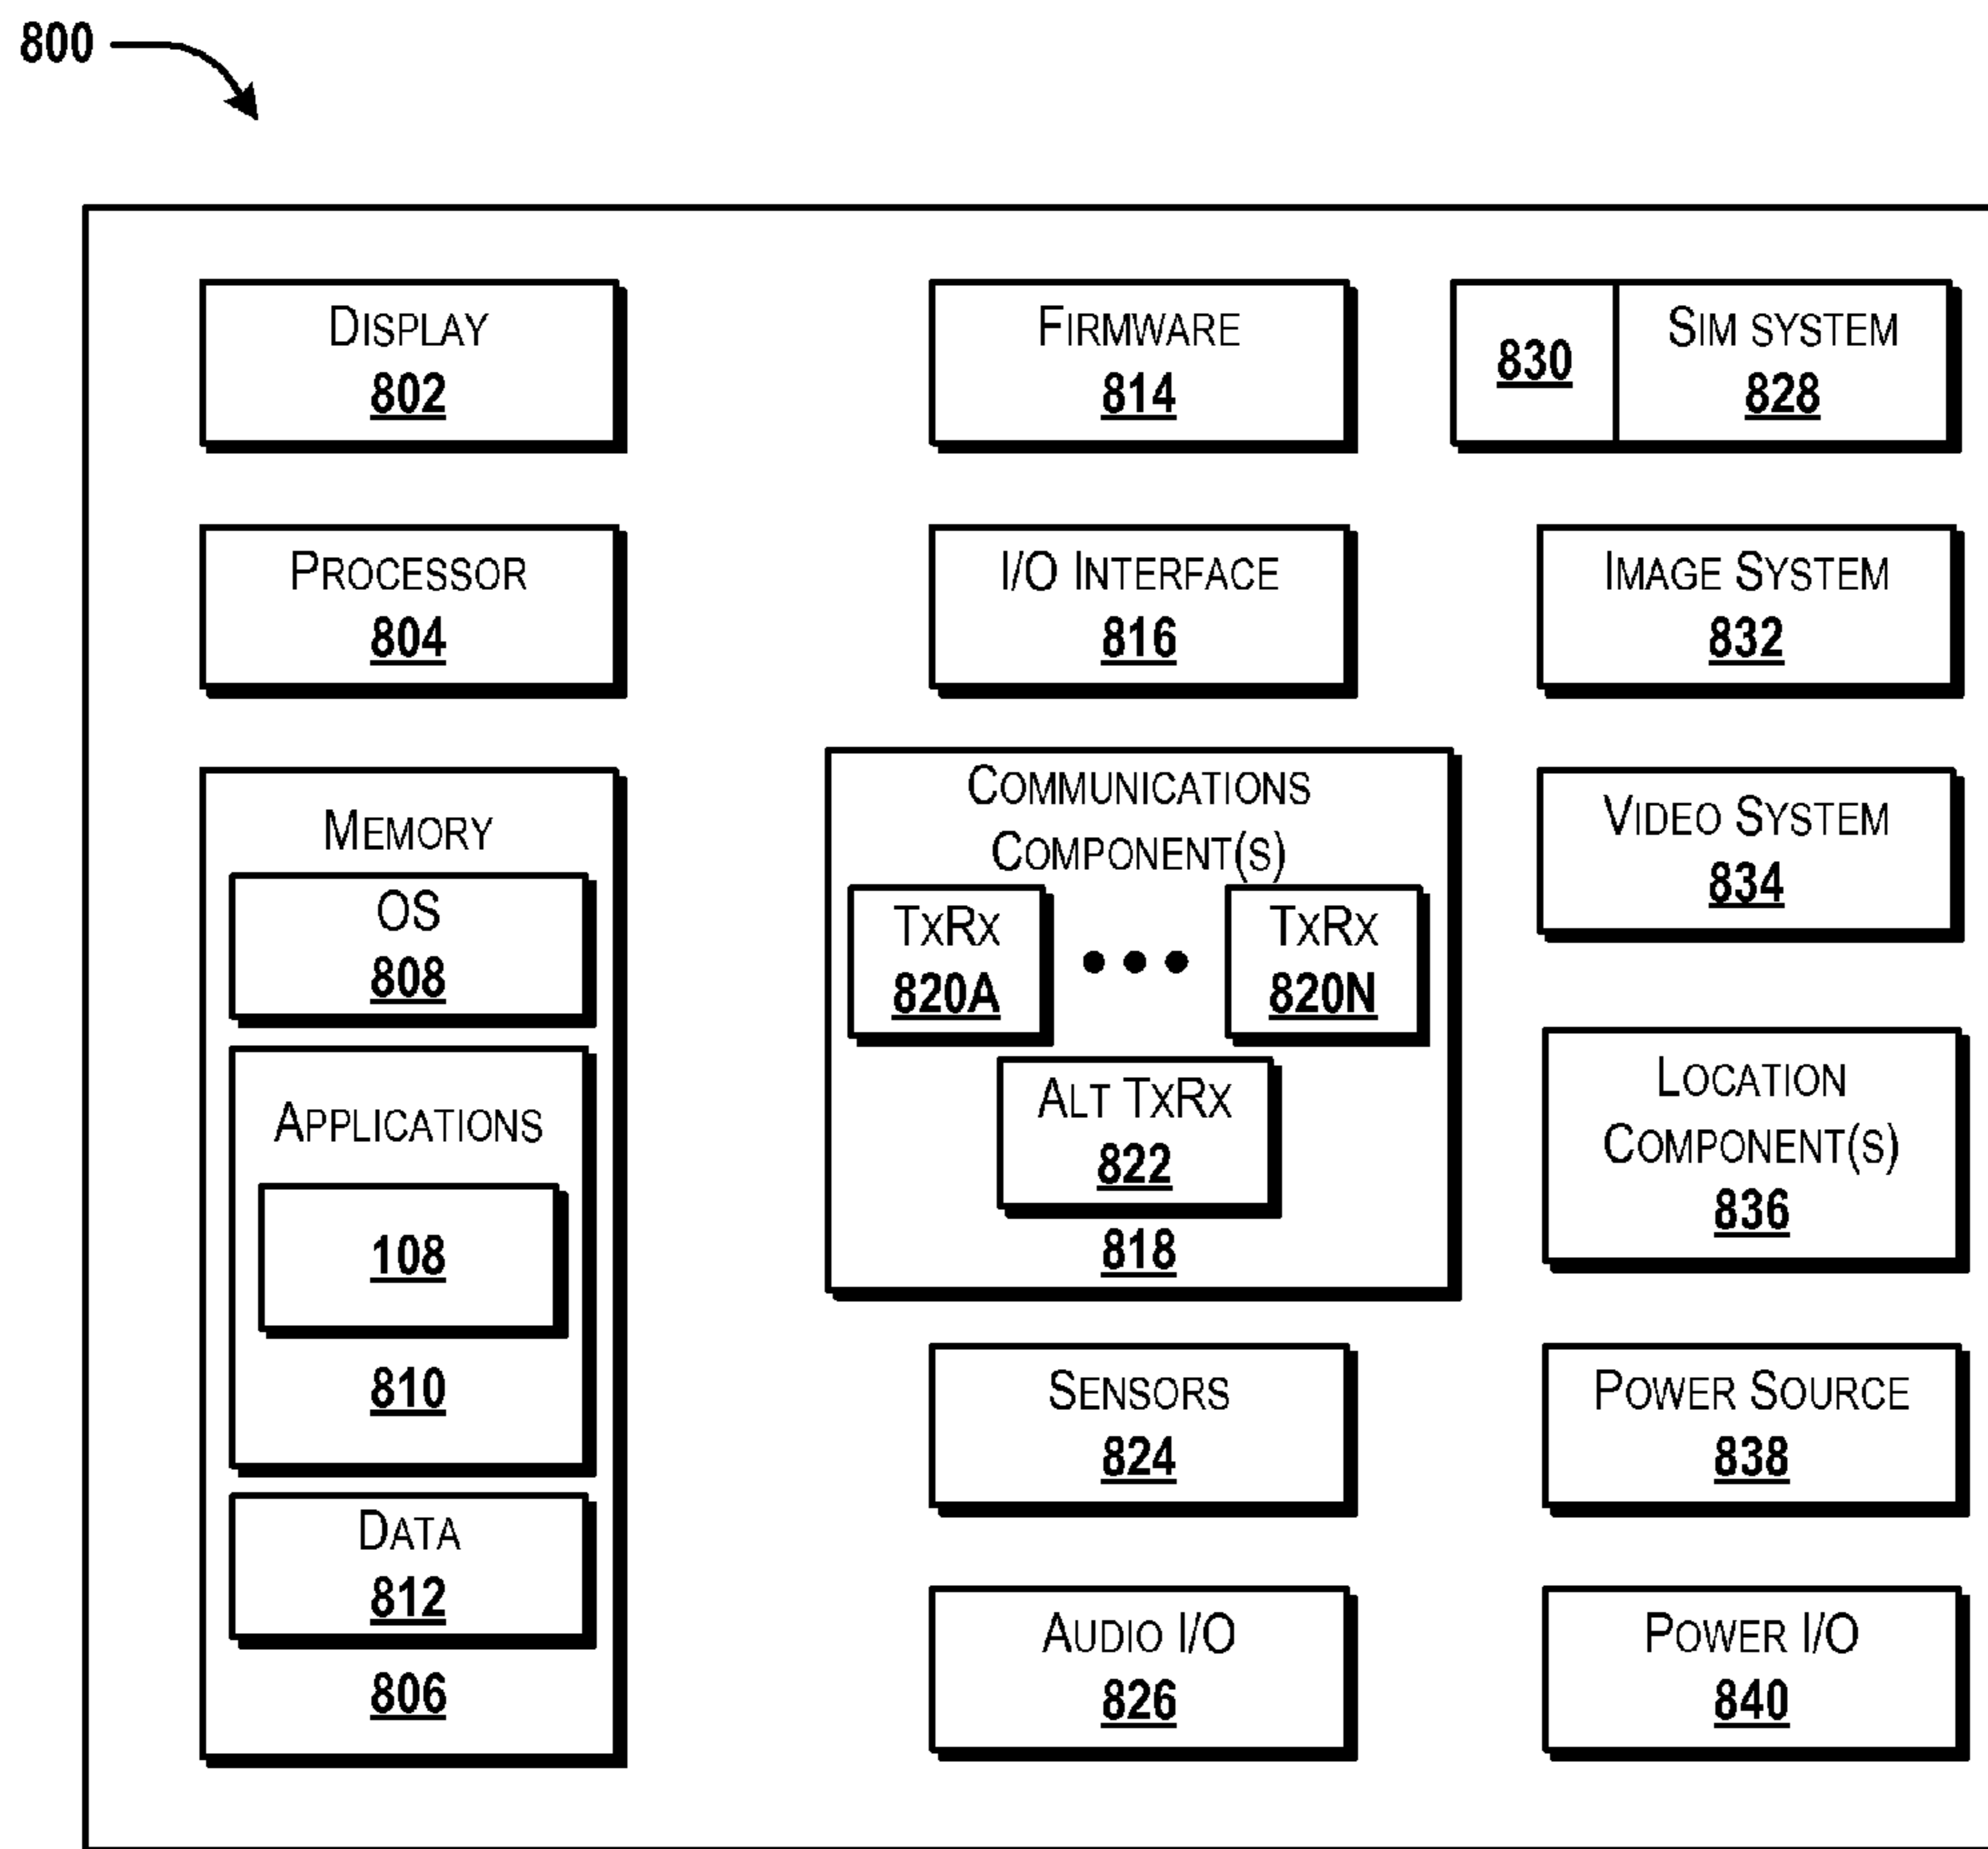 800
Display
802
Processor
804
Memory
OS
808
Applications
108
810
Data
812
806
Firmware
814
I/O Interface
816
Communications
Component(s)
TxRx
820A
TxRx
820N
Alt TxRx
822
818
Sensors
824
Audio I/O
826
830
Sim system
828
Image System
832
Video System
834
Location
Component(s)
836
Power Source
838
Power I/O
840